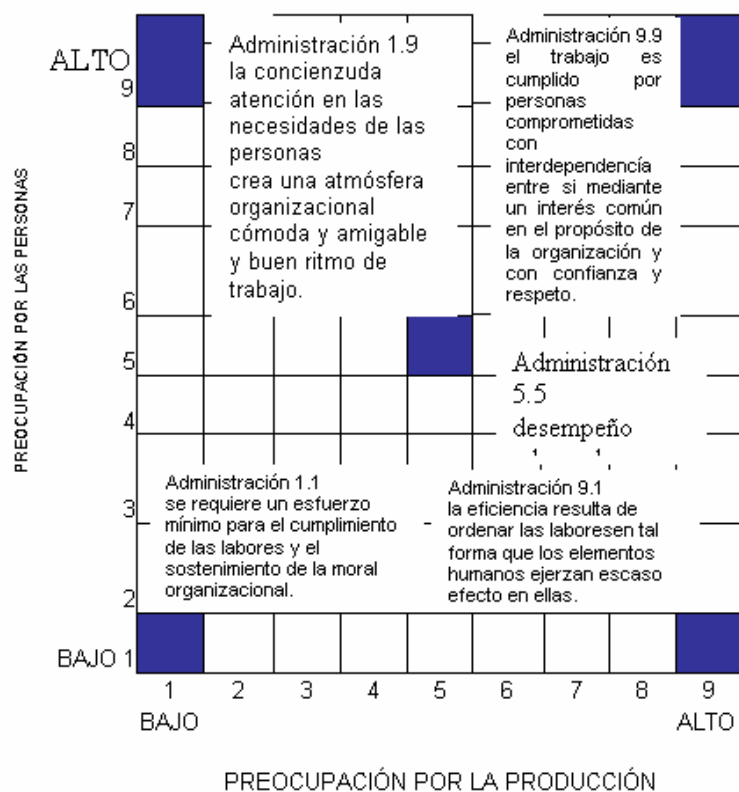 ALTO
9
8
7
6
5
4
3
2
BAJO 1
PREOCUPACIÓN POR LAS PERSONAS
Administración 1.9
la concienzuda
atención en las
necesidades de las
personas
crea una atmósfera
organizacional
cómoda y amigable
y buen ritmo de
trabajo.
Administración 9.9
el trabajo es
cumplido por
personas
comprometidas
con
interdependencía
entre si mediante
un interés común
en el propósito de
la organización y
con confianza y
respeto.
Administración
5.5
desempeño
Administración 1.1
se requiere un esfuerzo
mínimo para el cumplimiento
de las labores y el
sostenimiento de la moral
organizacional.
Administración 9.1
la eficiencia resulta de
ordenar las laboresen tal
forma que los elementos
humanos ejerzan escaso
efecto en ellas.
1 2 3 4 5 6 7 8 9
BAJO ALTO
PREOCUPACIÓN POR LA PRODUCCIÓN